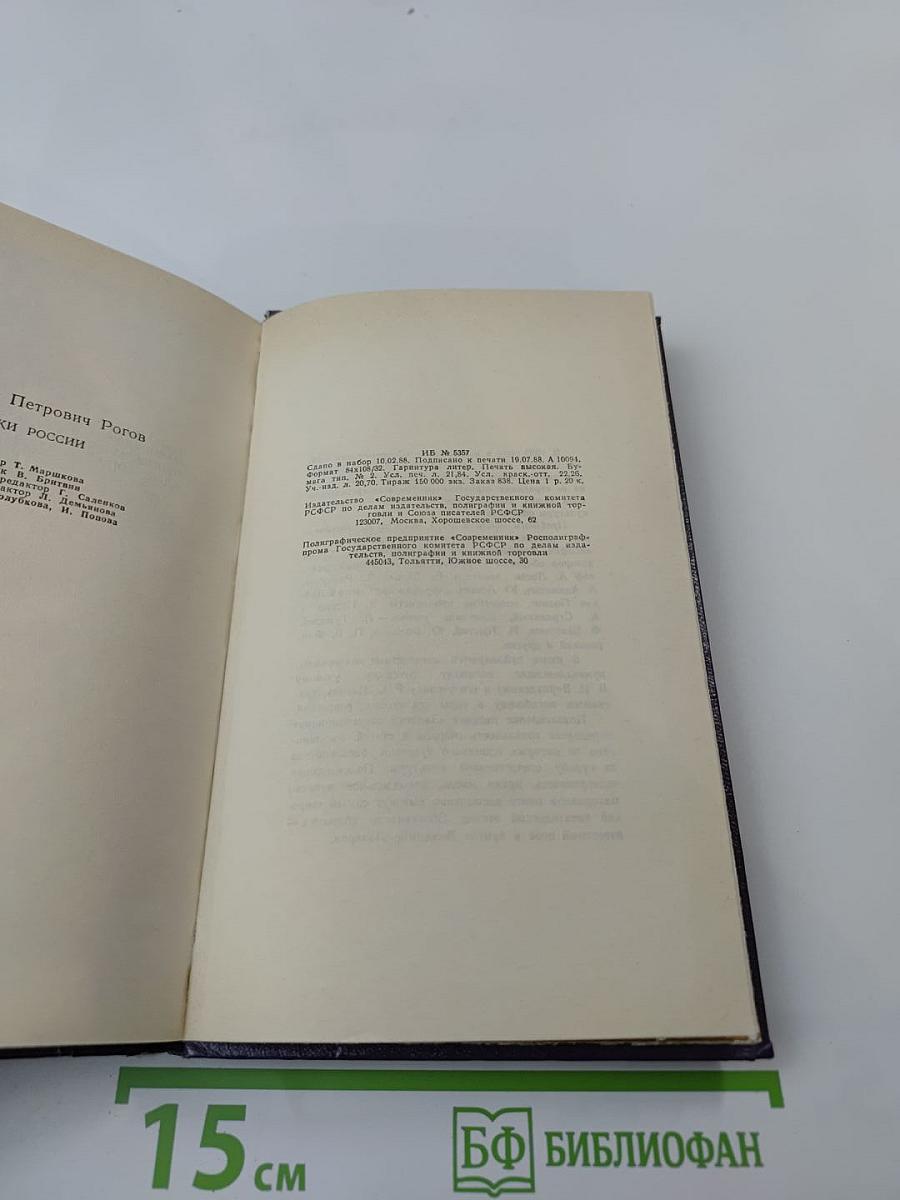 Петрович Рогов
КИ РОССИИ
Т. Маршкова
В. Бритвин
редактор Г. Саленков
Л. Демьянова
И. Попова
ИБ № 5357
Сдано в набор 10.02.88. Подписано к печати 19.07.88. А 10094.
Формат 84х108/32. Гарнитура литер. Печать высокая. Бу-
мага тип. № 2. Усл. печ. л. 21,84. Усл. краск.-отт. 22,26.
Уч.-изд. л. 20,70. Тираж 150 000 экз. Заказ 838. Цена 1 р. 20 к.
Издательство «Современник» Государственного комитета
РСФСР по делам издательств, полиграфии и книжной тор-
говли и Союза писателей РСФСР
123007, Москва, Хорошевское шоссе, 62
Полиграфическое предприятие «Современник» Росполиграф-
прома Государственного комитета РСФСР по делам изда-
тельств, полиграфии и книжной торговли
445043, Тольятти, Южное шоссе, 30
15 см
БФ БИБЛИОФАН